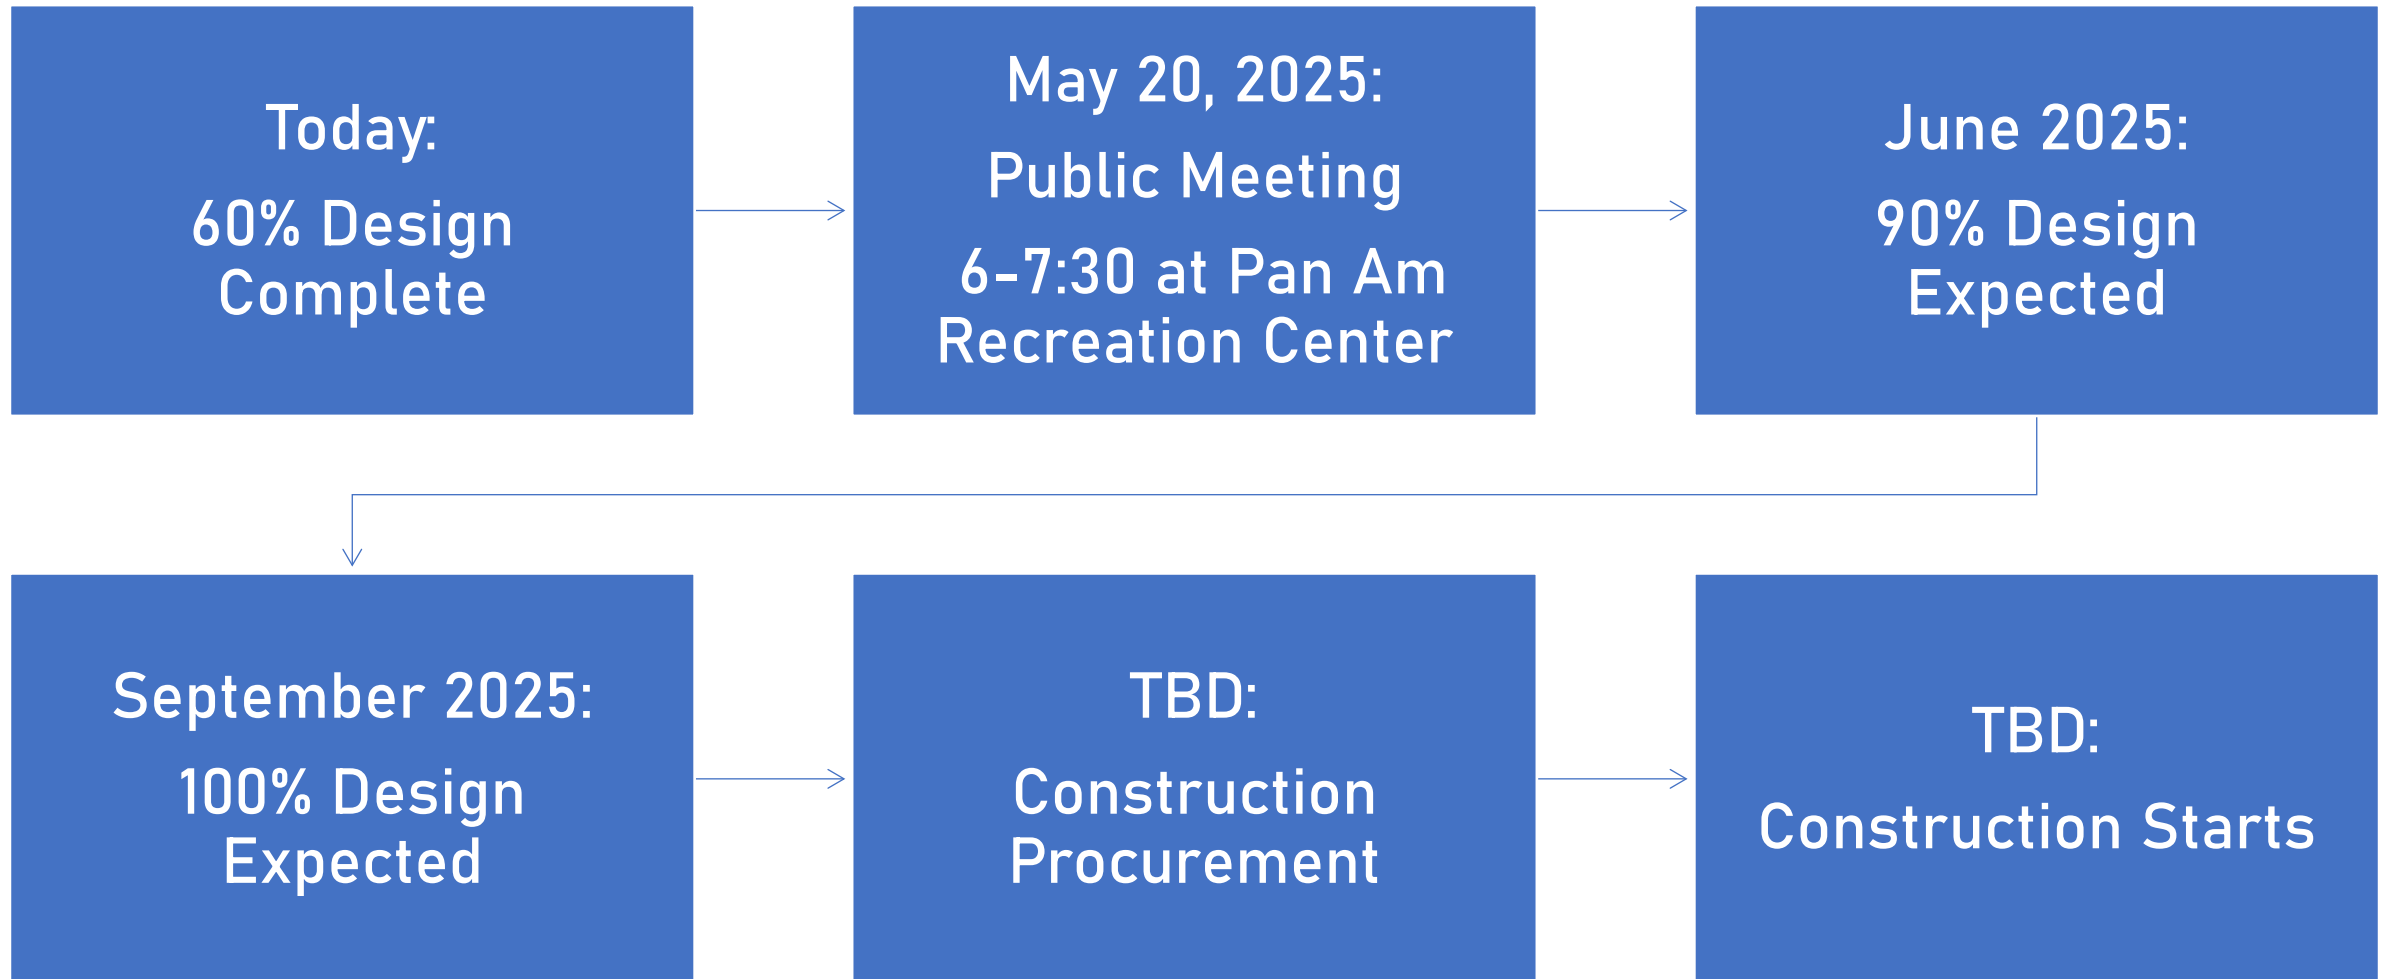 Today:
60% Design
Complete
May 20, 2025:
Public Meeting
6-7:30 at Pan Am
Recreation Center
June 2025:
90% Design
Expected
September 2025:
100% Design
Expected
TBD:
Construction
Procurement
TBD:
Construction Starts